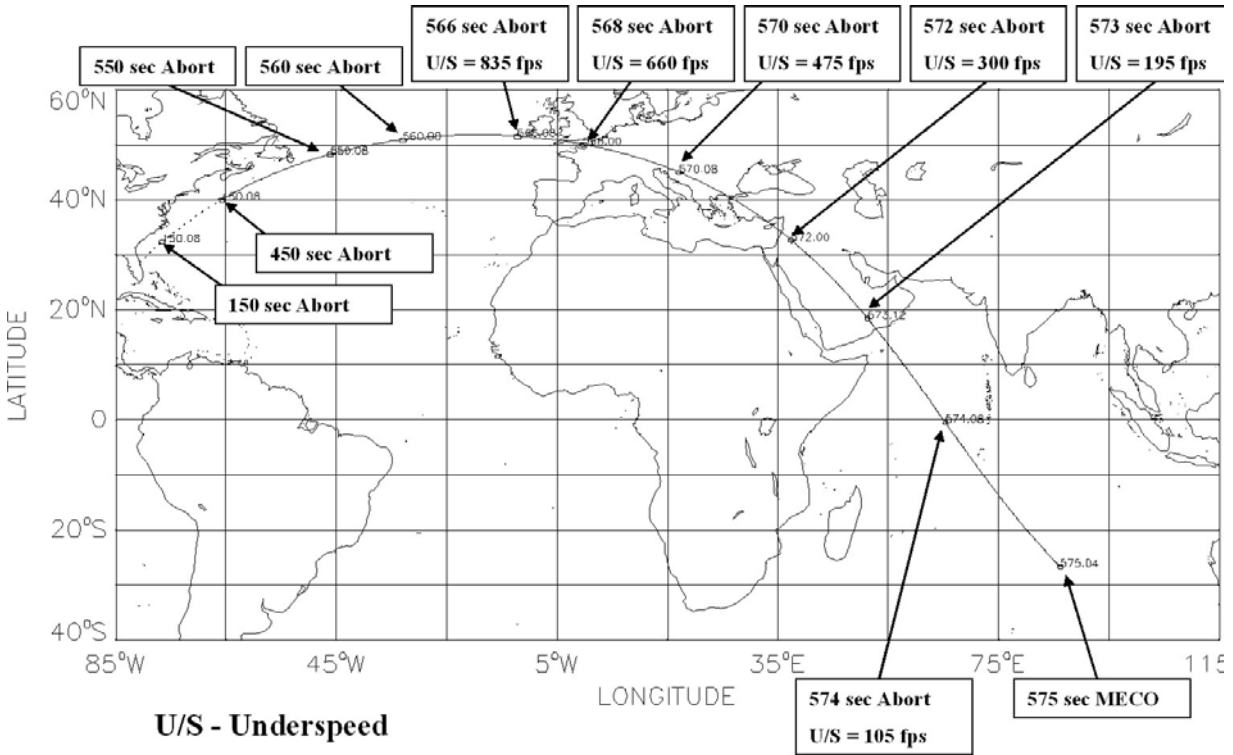 566 sec Abort
U/S = 835 fps
568 sec Abort
U/S = 660 fps
570 sec Abort
U/S = 475 fps
572 sec Abort
U/S = 300 fps
573 sec Abort
U/S = 195 fps
550 sec Abort
560 sec Abort
60°N
560.00
550.08
570.08
40°N
150.08
572.00
450 sec Abort
150 sec Abort
20°N
573.12
LATITUDE
0
574.08
20°S
575.04
40°S
85°W
45°W
5°W
35°E
75°E
115
LONGITUDE
574 sec Abort
U/S = 105 fps
575 sec MECO
U/S - Underspeed